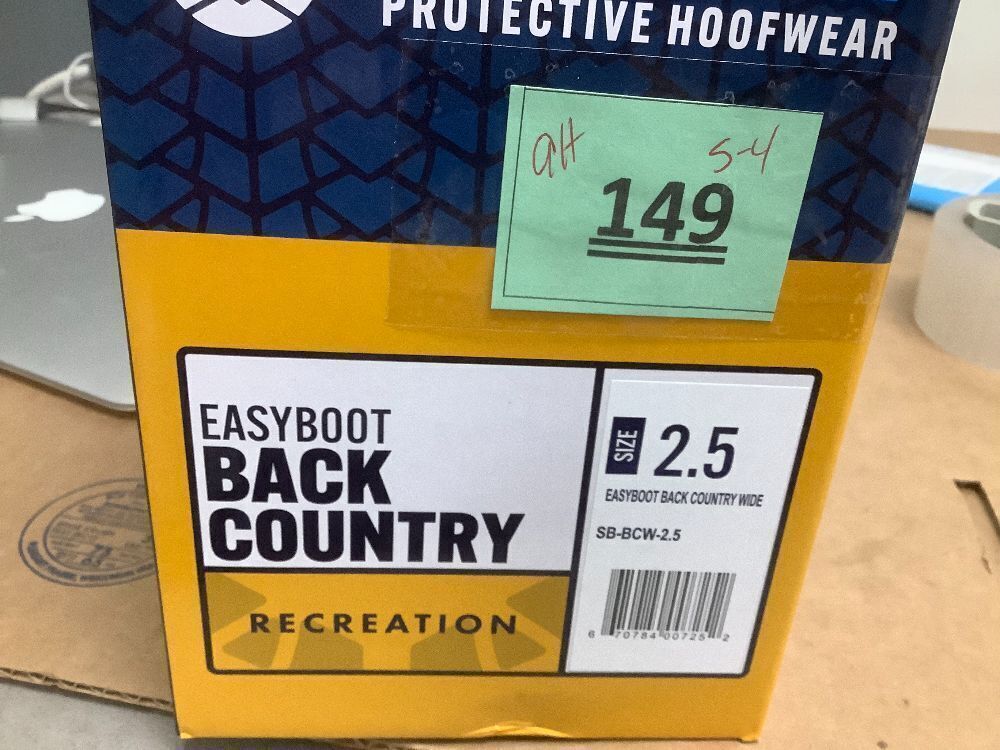 PROTECTIVE HOOFWEAR
aH 5-4
149
EASYBOOT
BACK
COUNTRY
RECREATION
SIZE 2.5
EASYBOOT BACK COUNTRY WIDE
SB-BCW-2.5
6 70784 00725 2